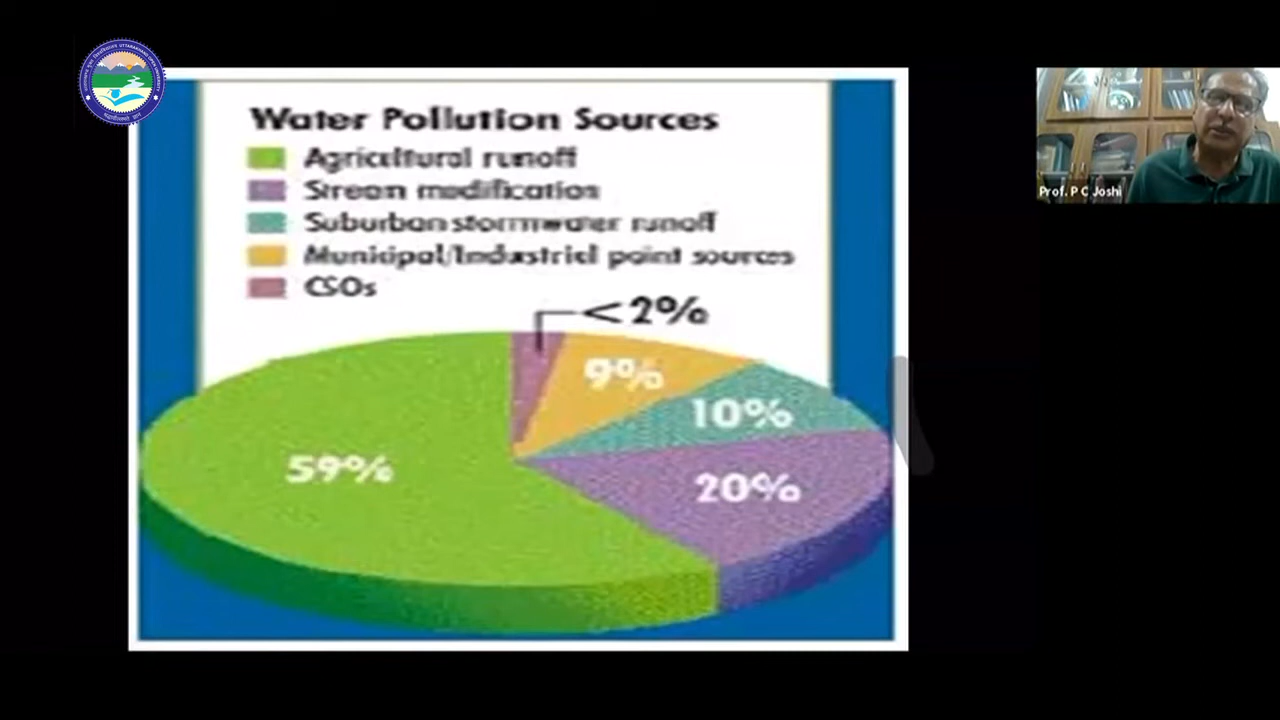 Water Pollution Sources
Agricultural runoff
Stream modification
Suburban stormwater runoff
Municipal/Industrial point sources
CSOs
<2%
9%
10%
59%
20%
Prof. P C Joshi